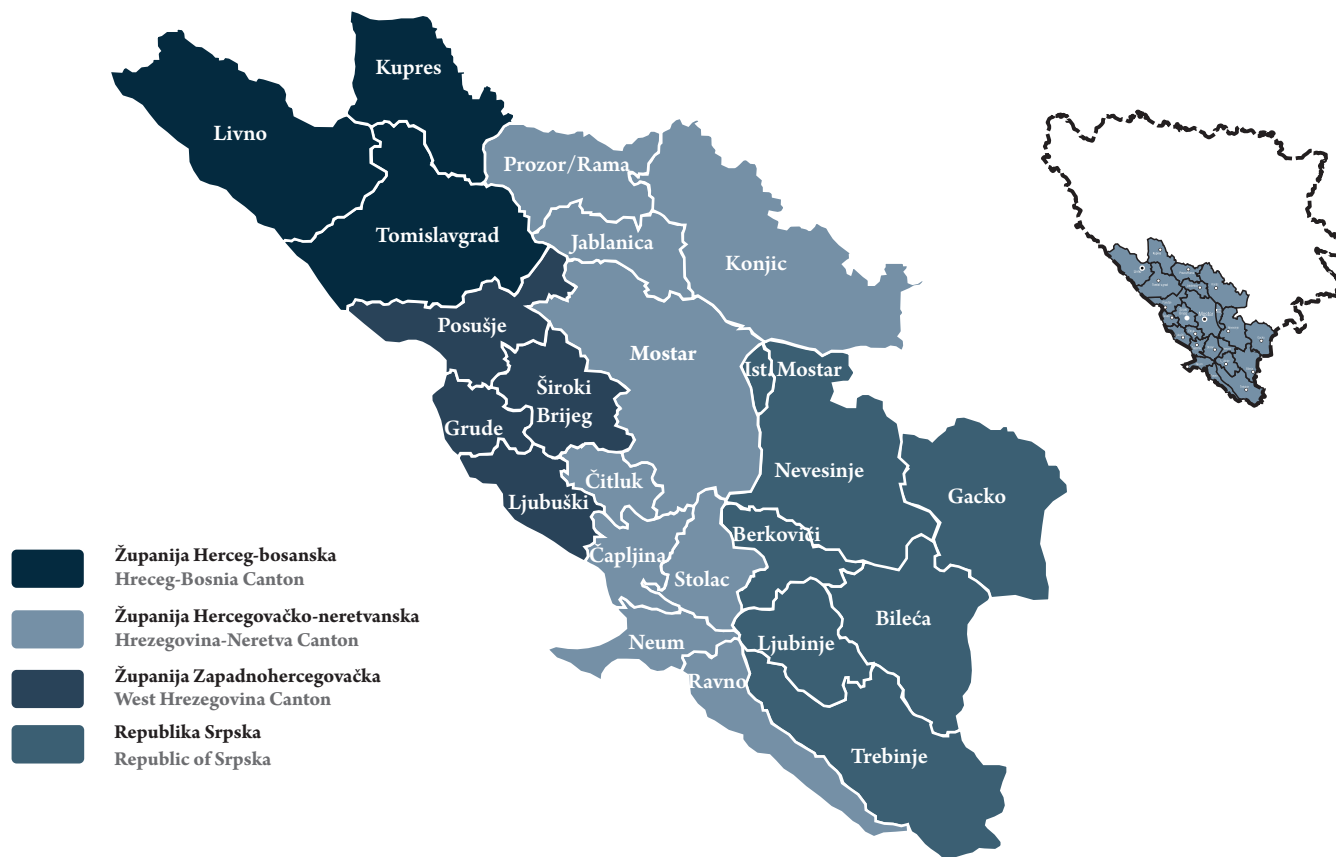 Kupres
Livno
Prozor/Rama
Tomislavgrad
Jablanica
Konjic
Posušje
Mostar
Ist. Mostar
Široki
Brijeg
Grude
Nevesinje
Čitluk
Gacko
Ljubuški
Berkovići
Čapljina
Stolac
Bileća
Neum
Ljubinje
Ravno
Trebinje
Županija Herceg-bosanska
Hreceg-Bosnia Canton
Županija Hercegovačko-neretvanska
Hrezegovina-Neretva Canton
Županija Zapadnohercegovačka
West Hrezegovina Canton
Republika Srpska
Republic of Srpska